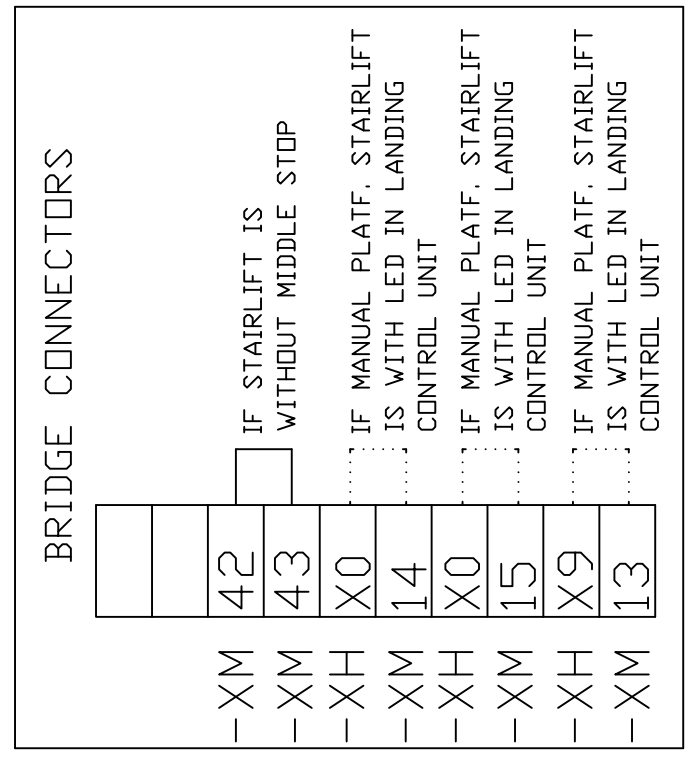 BRIDGE CONNECTORS
-XM 42
-XM 43
IF STAIRLIFT IS
WITHOUT MIDDLE STOP
-XH X0
-XM 14
IF MANUAL PLATF. STAIRLIFT
IS WITH LED IN LANDING
CONTROL UNIT
-XH X0
-XM 15
IF MANUAL PLATF. STAIRLIFT
IS WITH LED IN LANDING
CONTROL UNIT
-XH X9
-XM 13
IF MANUAL PLATF. STAIRLIFT
IS WITH LED IN LANDING
CONTROL UNIT